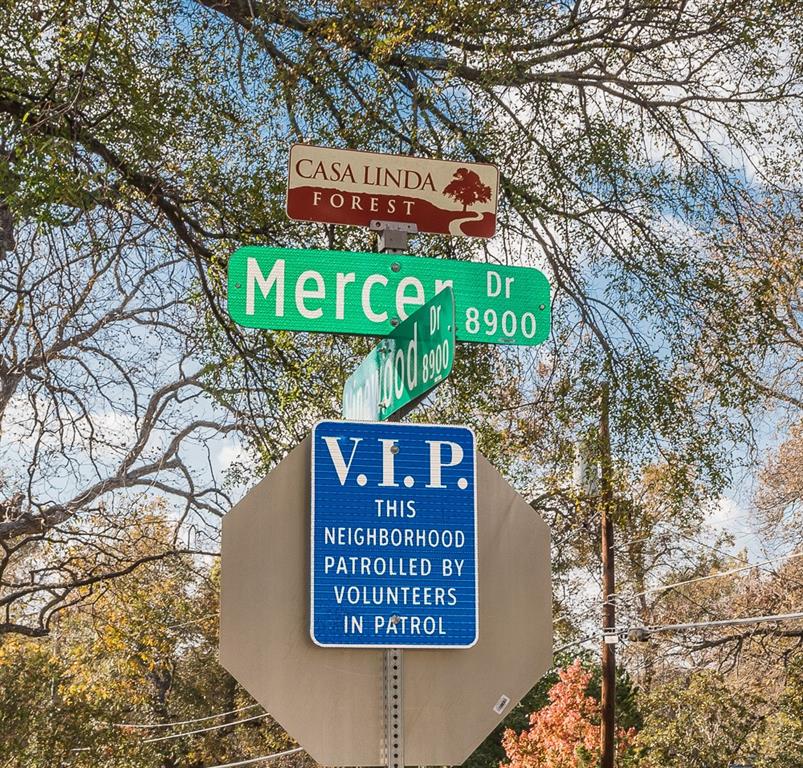 CASA LINDA
FOREST
Mercer Dr
8900
Dr
8900
V.I.P.
THIS
NEIGHBORHOOD
PATROLLED BY
VOLUNTEERS
IN PATROL